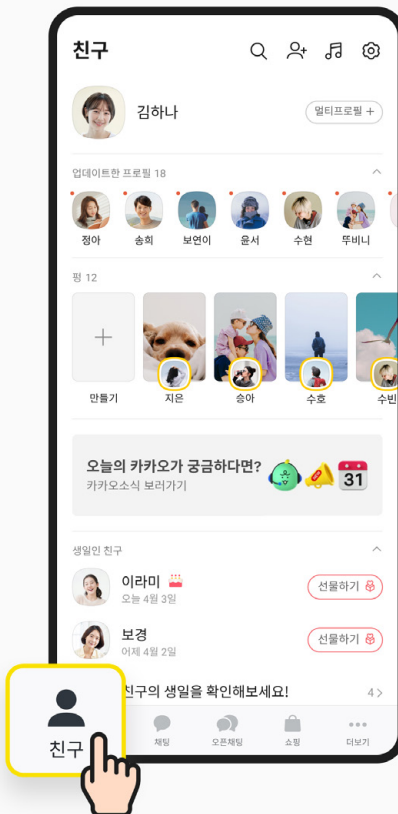 친구
김하나
멀티프로필 +
업데이트한 프로필 18
정아 송희 보연이 윤서 수현 뚜비니
펑 12
만들기 지은 승아 수호 수빈
오늘의 카카오가 궁금하다면?
카카오소식 보러가기
31
생일인 친구
이라미
오늘 4월 3일
선물하기
보경
어제 4월 2일
선물하기
친구의 생일을 확인해보세요!
4 >
친구 채팅 오픈채팅 쇼핑 더보기